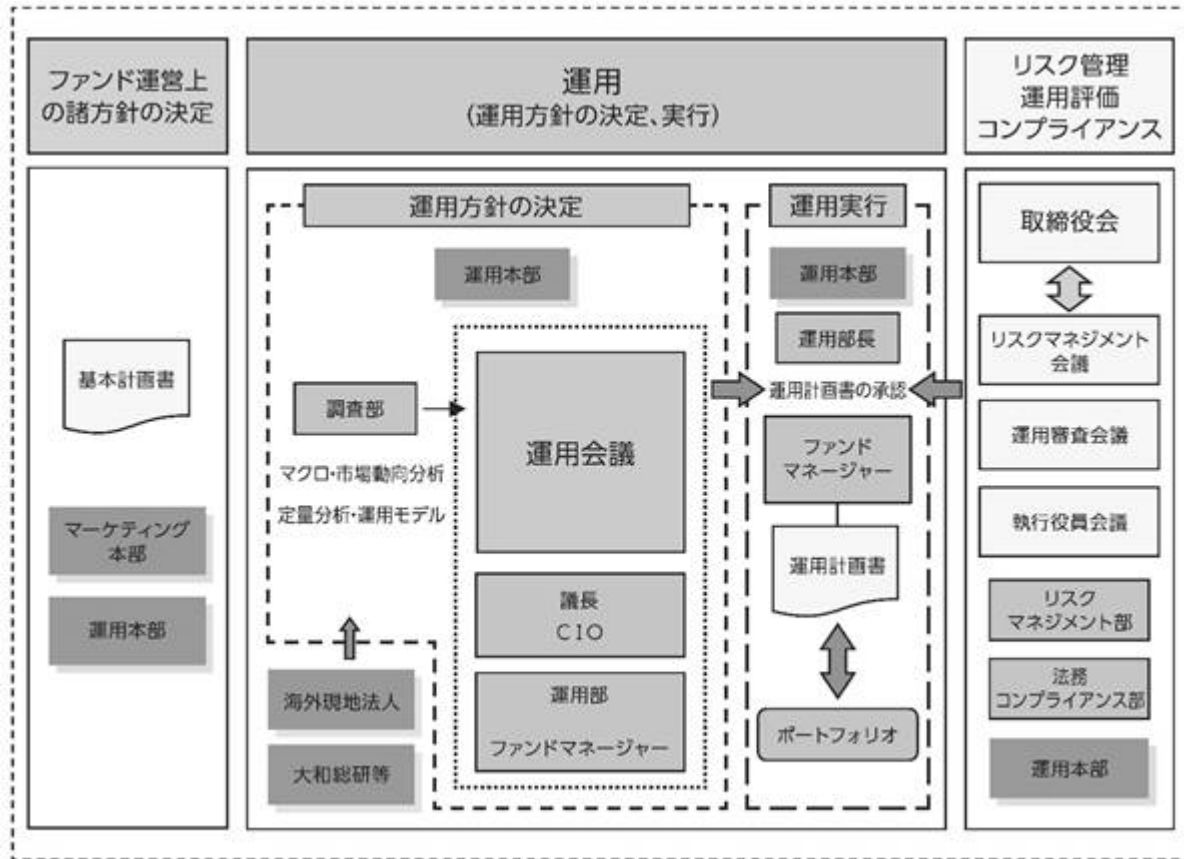 ファンド運営上
の諸方針の決定
運用
(運用方針の決定、実行)
リスク管理
運用評価
コンプライアンス
基本計画書
マーケティング
本部
運用本部
運用方針の決定
運用本部
調査部
マクロ・市場動向分析
定量分析・運用モデル
運用会議
議長
CIO
運用部
ファンドマネージャー
海外現地法人
大和総研等
運用実行
運用本部
運用部長
運用計画書の承認
ファンド
マネージャー
運用計画書
ポートフォリオ
取締役会
リスクマネジメント
会議
運用審査会議
執行役員会議
リスク
マネジメント部
法務
コンプライアンス部
運用本部